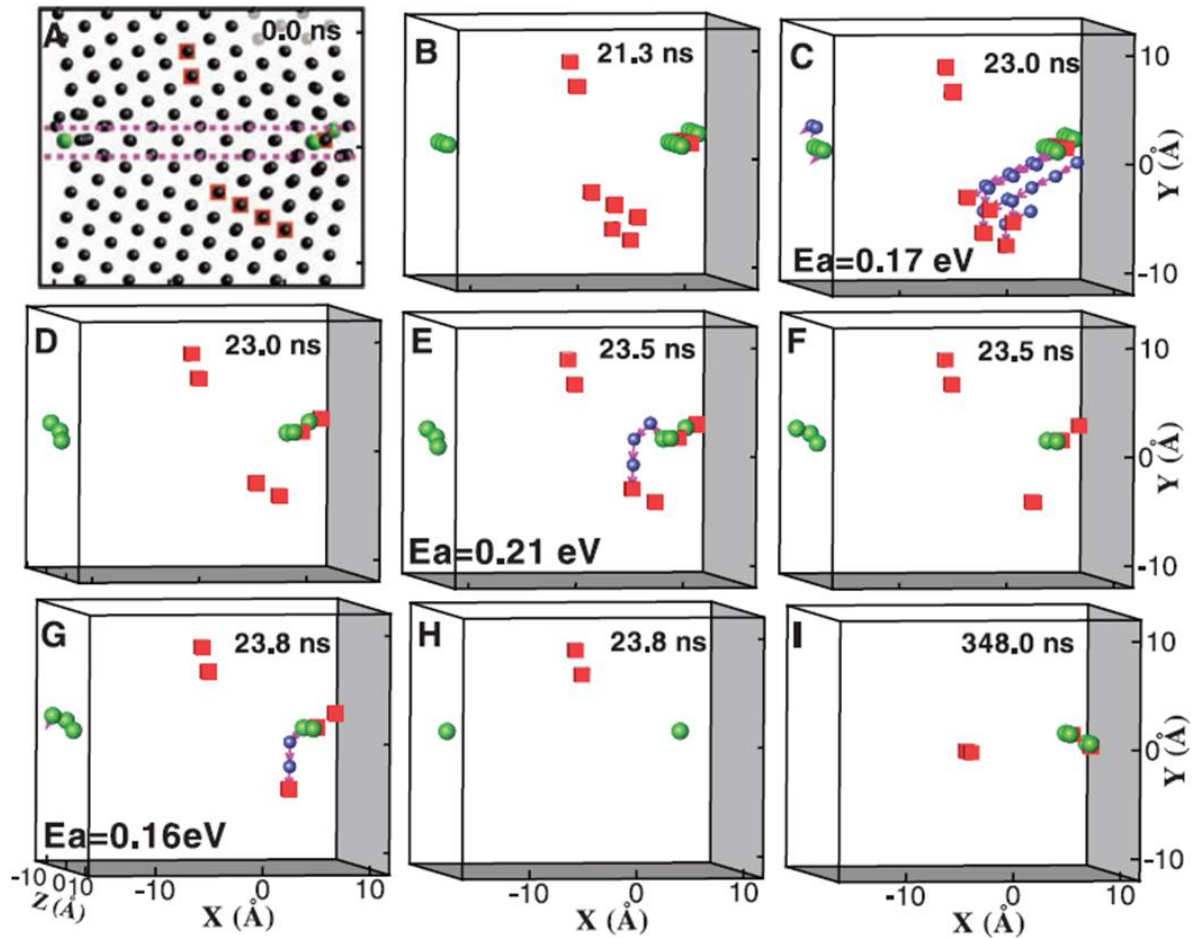 A
0.0 ns
B
21.3 ns
C
23.0 ns
10
0
-10
Y (Å)
Ea=0.17 eV
D
23.0 ns
E
23.5 ns
F
23.5 ns
10
0
-10
Y (Å)
Ea=0.21 eV
G
23.8 ns
H
23.8 ns
I
348.0 ns
10
0
-10
Y (Å)
Ea=0.16eV
-10 0 10
Z (Å)
-10 0 10
X (Å)
-10 0 10
X (Å)
-10 0 10
X (Å)